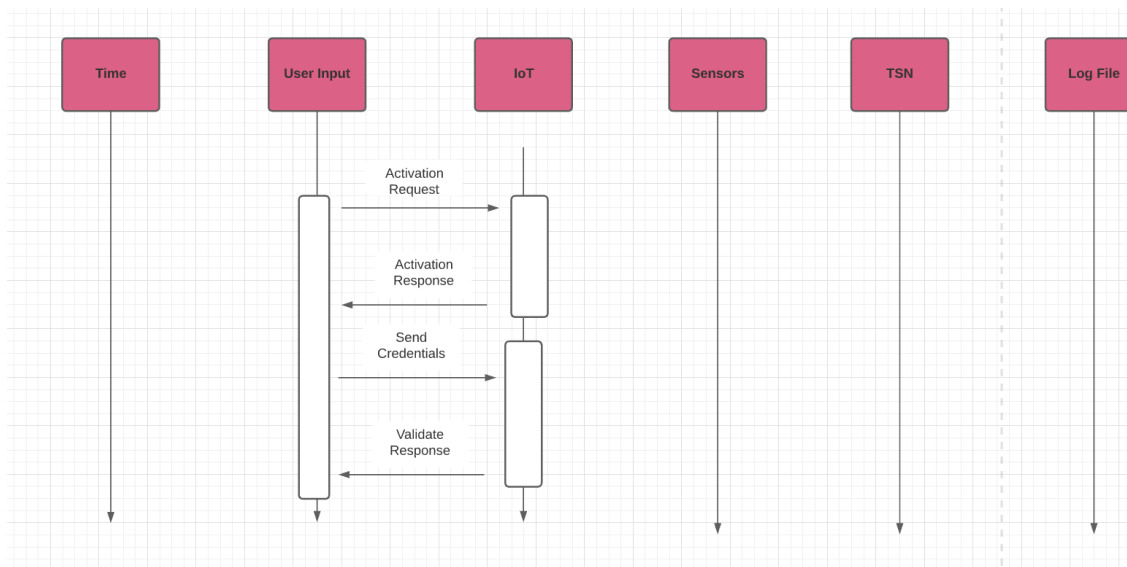 Time
User Input
IoT
Sensors
TSN
Log File
Activation
Request
Activation
Response
Send
Credentials
Validate
Response